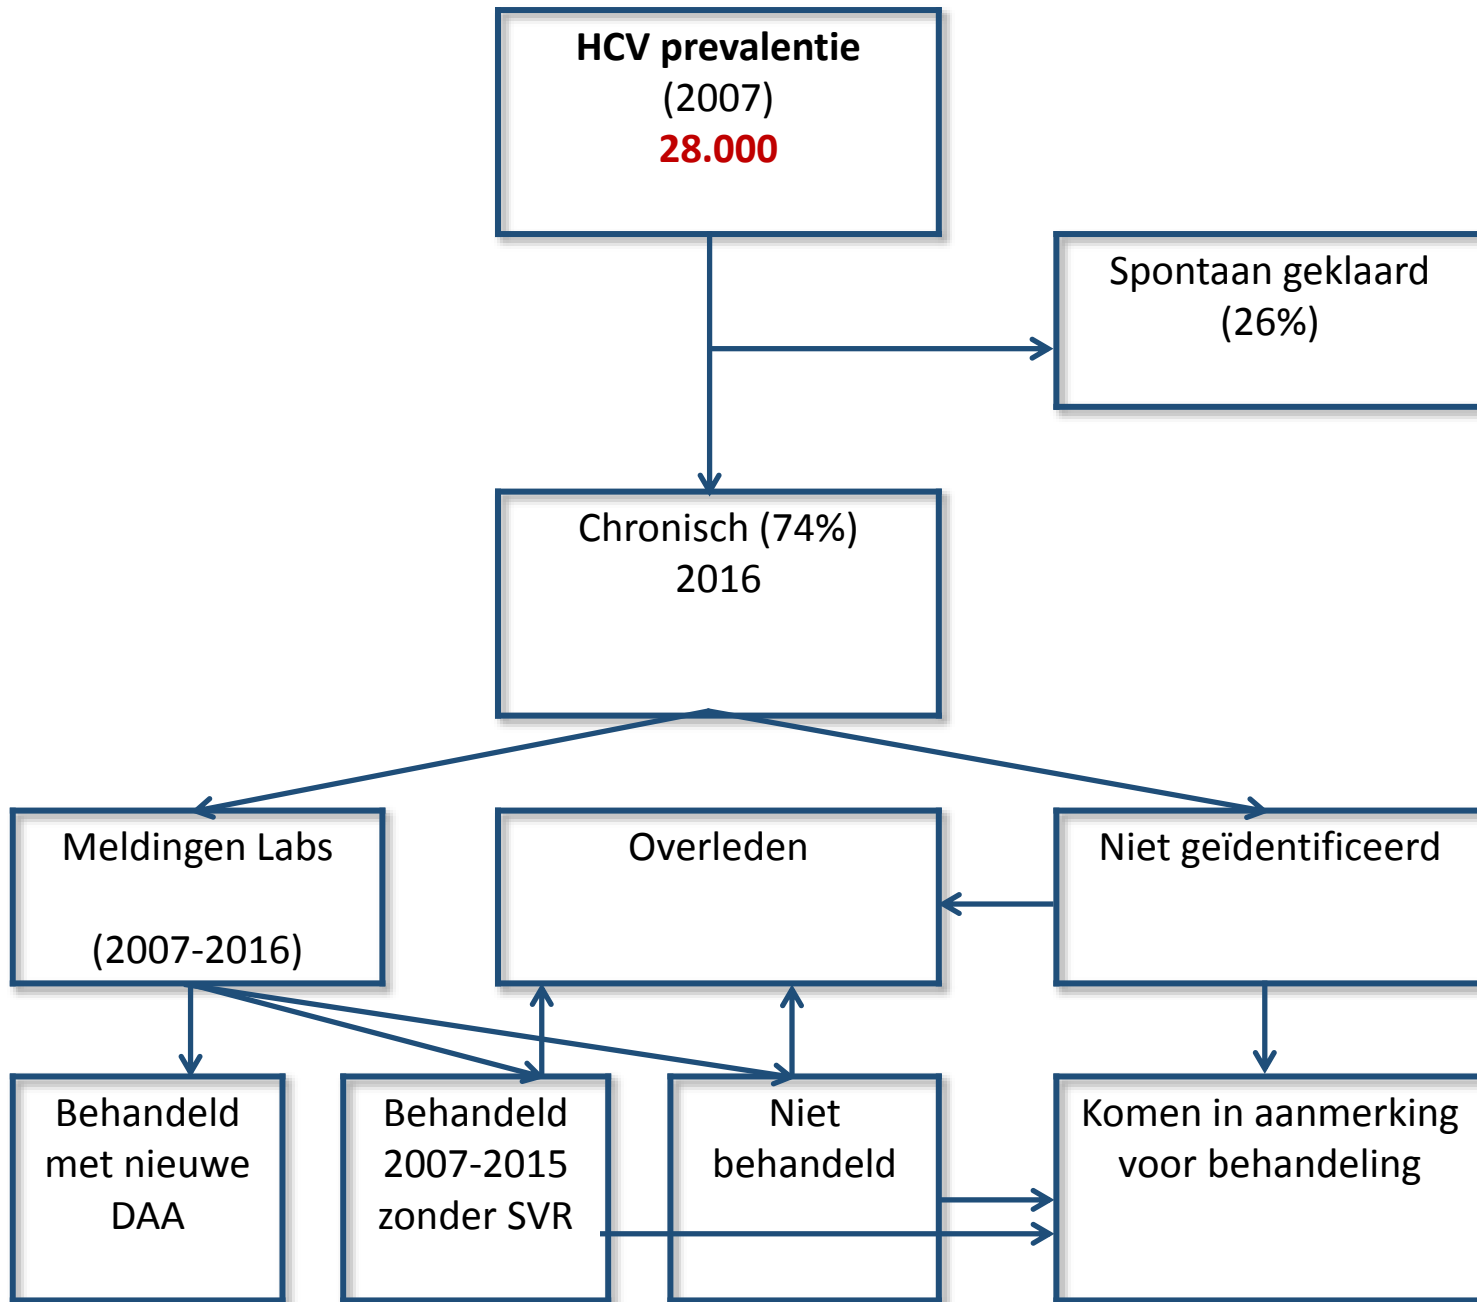 HCV prevalentie
(2007)
28.000
Spontaan geklaard
(26%)
Chronisch (74%)
2016
Meldingen Labs
(2007-2016)
Overleden
Niet geïdentificeerd
Behandeld
met nieuwe
DAA
Behandeld
2007-2015
zonder SVR
Niet
behandeld
Komen in aanmerking
voor behandeling